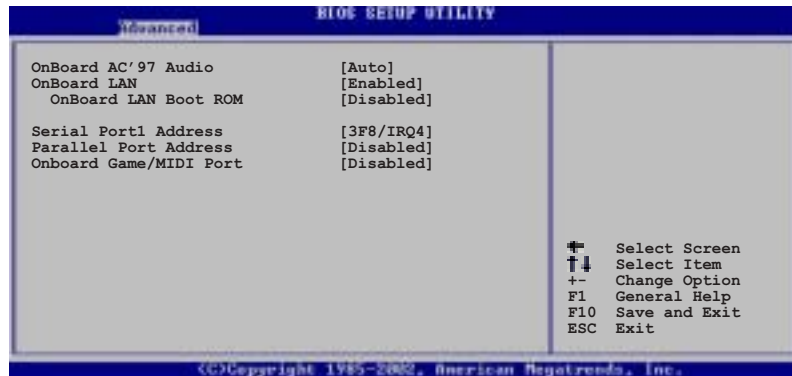 BIOS SETUP UTILITY
Advanced
OnBoard AC'97 Audio [Auto]
OnBoard LAN [Enabled]
OnBoard LAN Boot ROM [Disabled]
Serial Port1 Address [3F8/IRQ4]
Parallel Port Address [Disabled]
Onboard Game/MIDI Port [Disabled]
← Select Screen
↑↓ Select Item
+- Change Option
F1 General Help
F10 Save and Exit
ESC Exit
(C)Copyright 1985-2002, American Megatrends, Inc.